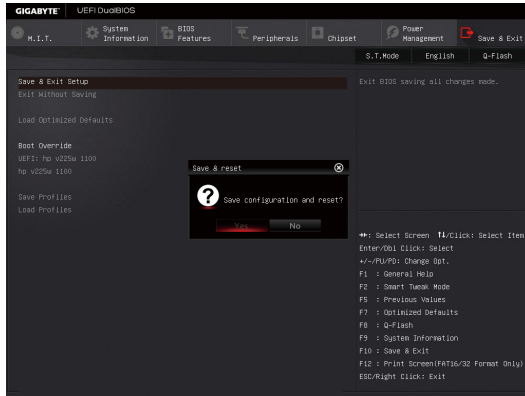 GIGABYTE™ UEFI DualBIOS
M.I.T.
System Information
BIOS Features
Peripherals
Chipset
Power Management
Save & Exit
S.T.Mode English Q-Flash
Save & Exit Setup
Exit Without Saving
Load Optimized Defaults
Boot Override
UEFI: hp v225w 1100
hp v225w 1100
Save Profiles
Load Profiles
Exit BIOS saving all changes made.
Save & reset
Save configuration and reset?
Yes No
→←: Select Screen ↑↓/Click: Select Item
Enter/Dbl Click: Select
+/-/PU/PD: Change Opt.
F1 : General Help
F2 : Smart Tweak Mode
F5 : Previous Values
F7 : Optimized Defaults
F8 : Q-Flash
F9 : System Information
F10 : Save & Exit
F12 : Print Screen(FAT16/32 Format Only)
ESC/Right Click: Exit